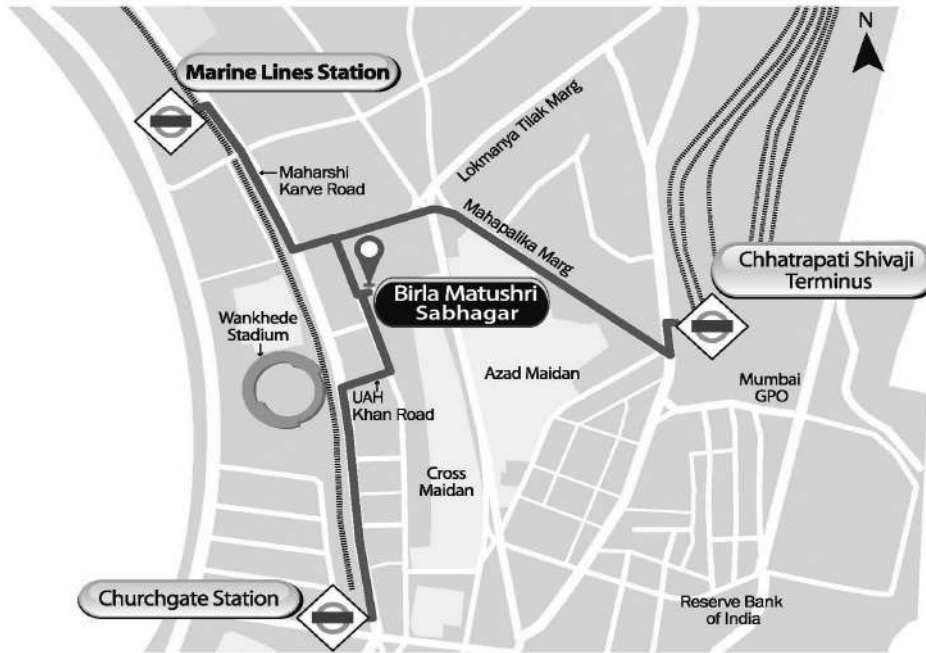 N
Marine Lines Station
Lokmanya Tilak Marg
Maharshi
Karve Road
Mahapalika Marg
Chhatrapati Shivaji
Terminus
Birla Matushri
Sabhagar
Wankhede
Stadium
Azad Maidan
Mumbai
GPO
UAH
Khan Road
Cross
Maidan
Churchgate Station
Reserve Bank
of India